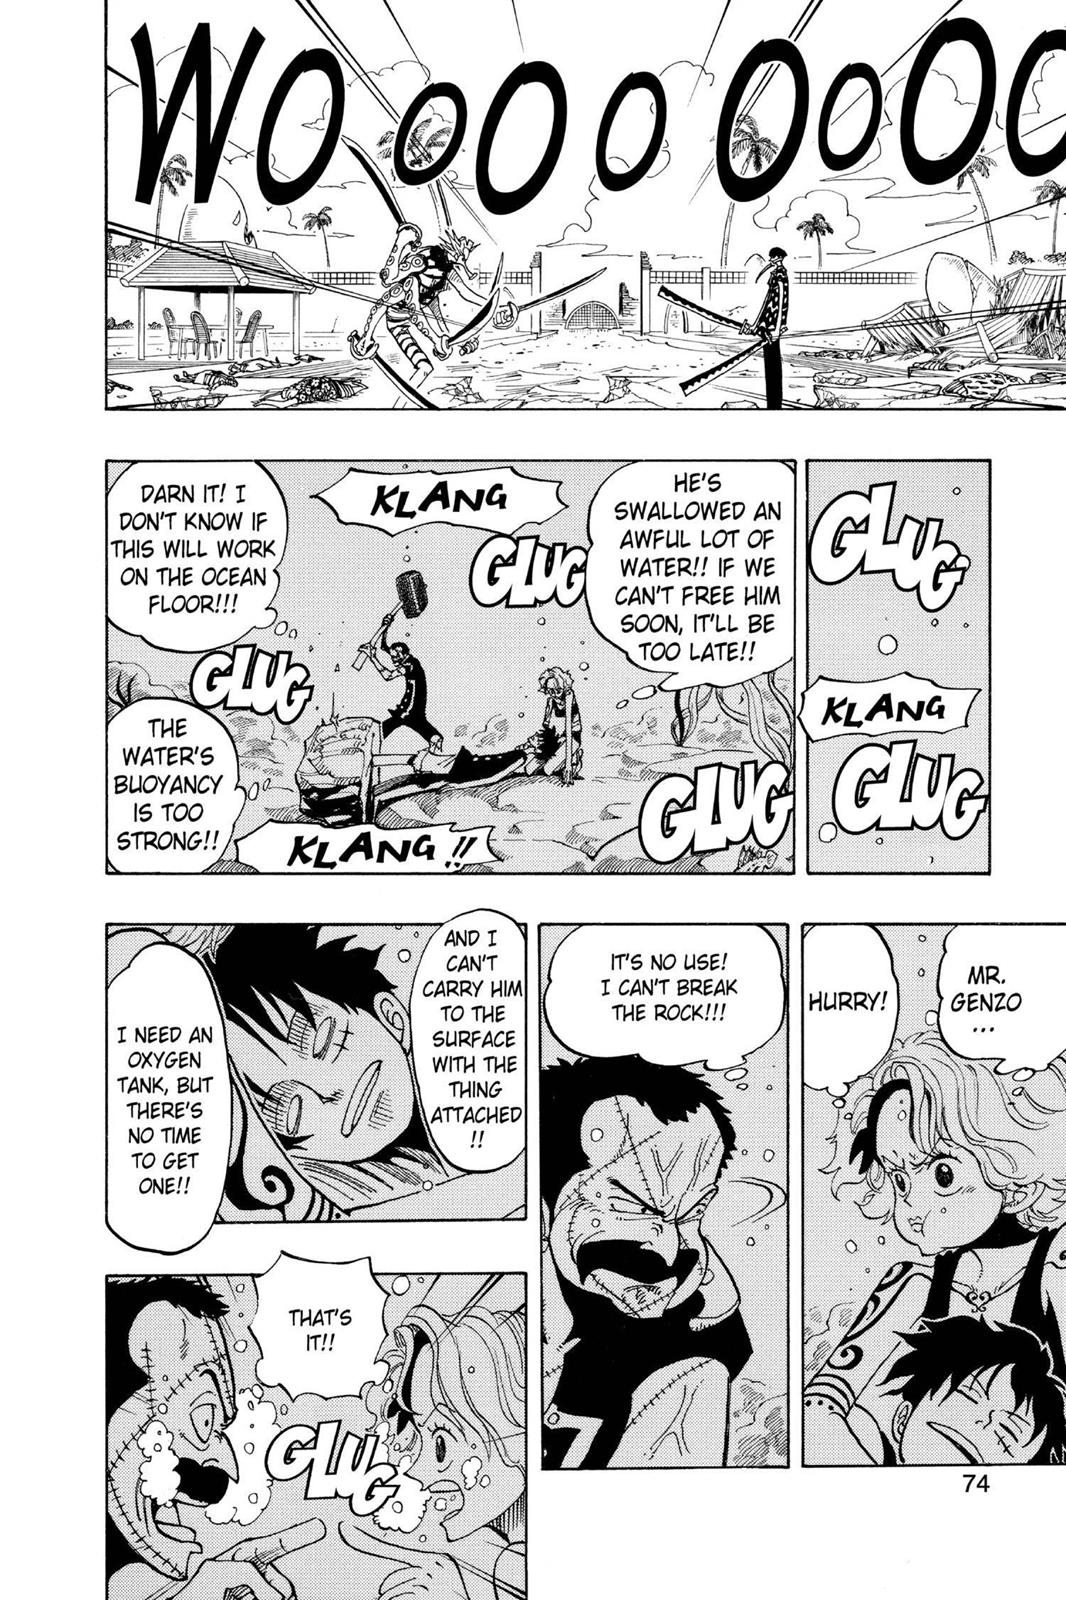 WOoOOOOOO
GLUG
KLANG
GLUG
HE'S
SWALLOWED AN
AWFUL LOT OF
WATER!! IF WE
CAN'T FREE HIM
SOON, IT'LL BE
TOO LATE!!
KLANG
GLUG
DARN IT! I
DON'T KNOW IF
THIS WILL WORK
ON THE OCEAN
FLOOR!!!
GLUG
THE
WATER'S
BUOYANCY
IS TOO
STRONG!!
GLUG
KLANG!!
MR.
GENZO
...
HURRY!
IT'S NO USE!
I CAN'T BREAK
THE ROCK!!!
AND I
CAN'T
CARRY HIM
TO THE
SURFACE
WITH THE
THING
ATTACHED
!!
I NEED AN
OXYGEN
TANK, BUT
THERE'S
NO TIME
TO GET
ONE!!
THAT'S
IT!!
GLUG
74